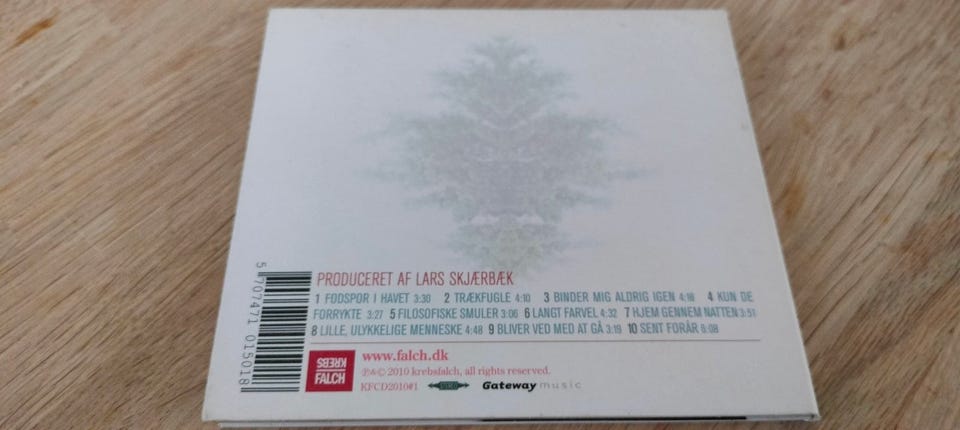 PRODUCERET AF LARS SKJÆRBÆK
1 FODSPOR I HAVET 3:30 2 TRÆKFUGLE 4:10 3 BINDER MIG ALDRIG IGEN 4:18 4 KUN DE
FORRYKTE 3:27 5 FILOSOFISKE SMULER 3:06 6 LANGT FARVEL 4:32 7 HJEM GENNEM NATTEN 3:51
8 LILLE, ULYKKELIGE MENNESKE 4:48 9 BLIVER VED MED AT GÅ 3:19 10 SENT FORÅR 8:08
5 707471 015018
KREBS
FALCH
www.falch.dk
℗&© 2010 krebsfalch, all rights reserved.
KFCD2010#1 Gateway music